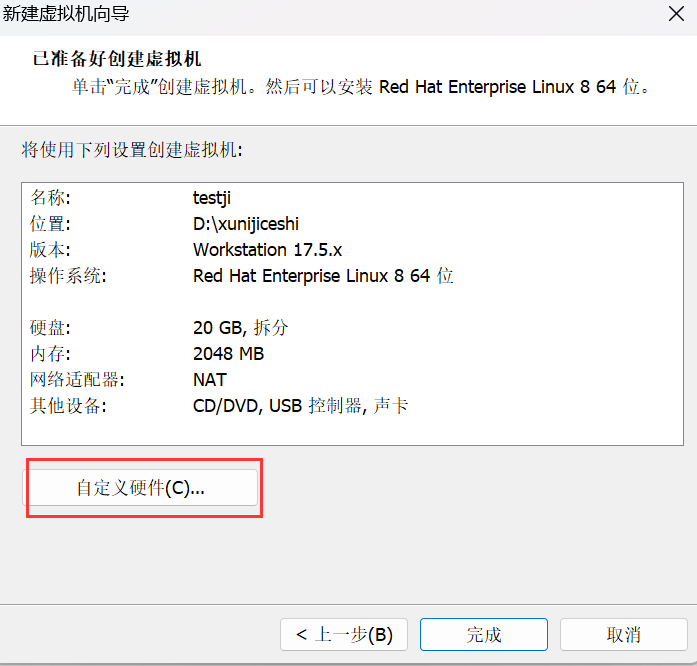 新建虚拟机向导
已准备好创建虚拟机
单击“完成”创建虚拟机。然后可以安装 Red Hat Enterprise Linux 8 64 位。
将使用下列设置创建虚拟机:
名称: testji
位置: D:\xunijiceshi
版本: Workstation 17.5.x
操作系统: Red Hat Enterprise Linux 8 64 位
硬盘: 20 GB, 拆分
内存: 2048 MB
网络适配器: NAT
其他设备: CD/DVD, USB 控制器, 声卡
自定义硬件(C)...
< 上一步(B) 完成 取消